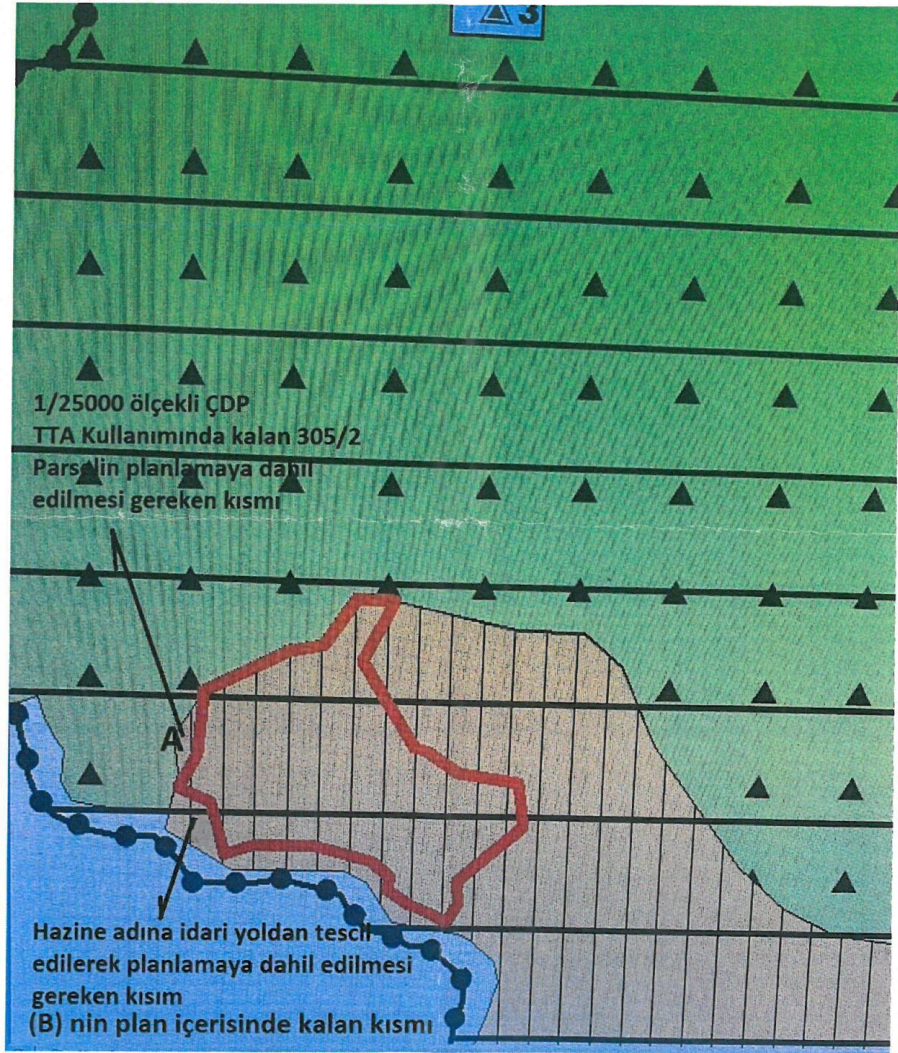 3
1/25000 ölçekli ÇDP
TTA Kullanımında kalan 305/2
Parselin planlamaya dahil
edilmesi gereken kısmı
A
Hazine adına idari yoldan tescil
edilerek planlamaya dahil edilmesi
gereken kısım
(B) nin plan içerisinde kalan kısmı